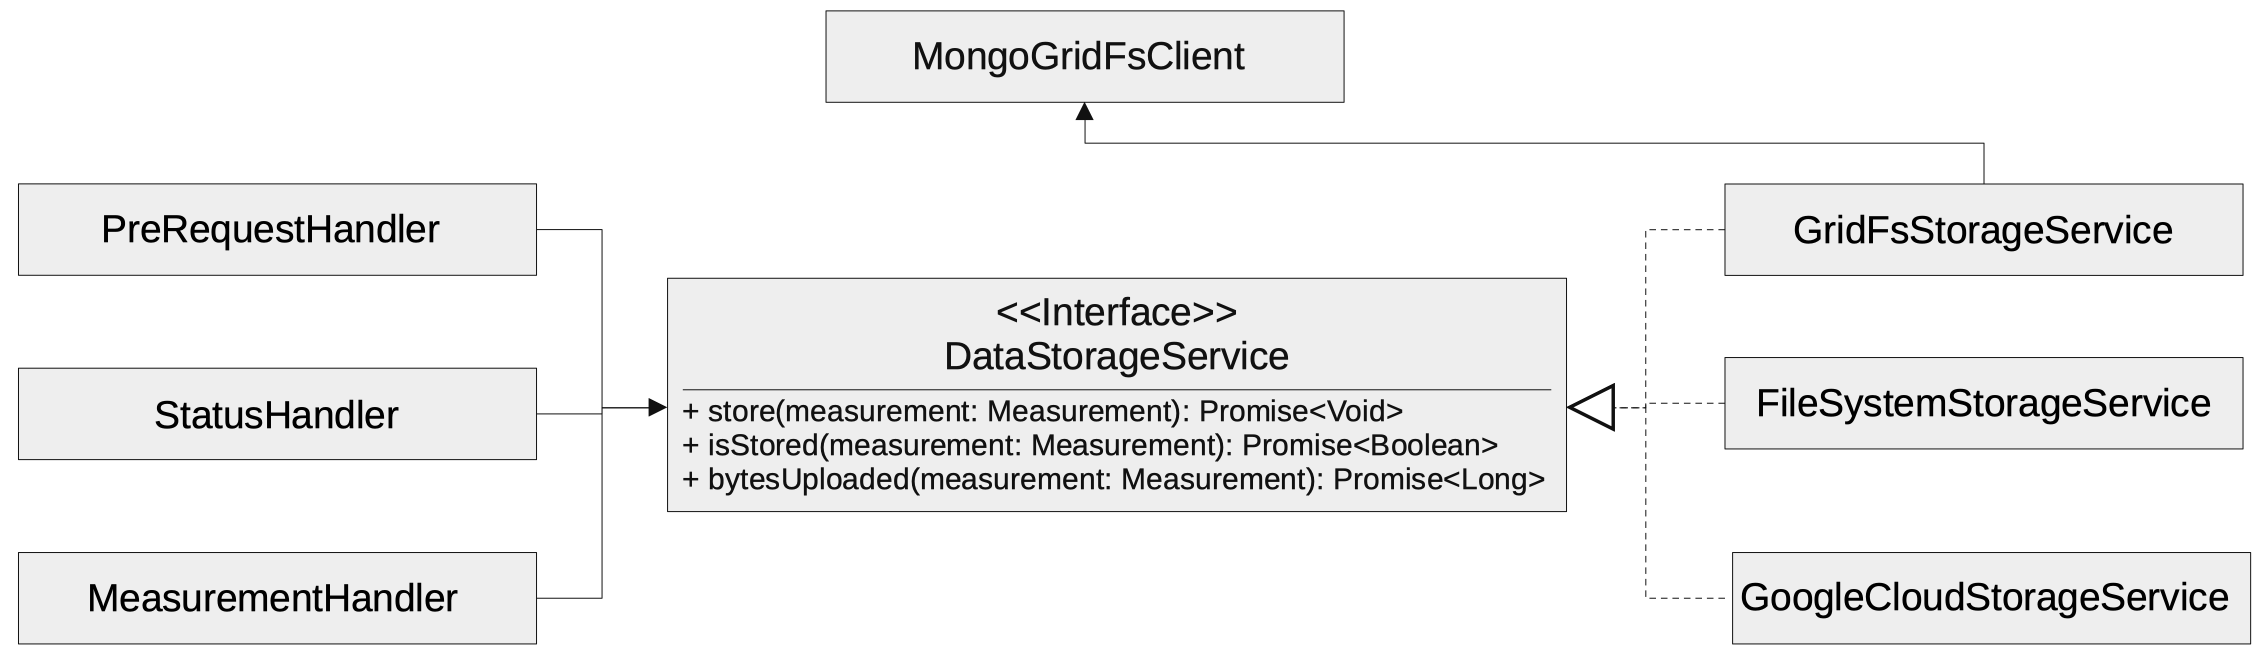 MongoGridFsClient
PreRequestHandler
GridFsStorageService
<<Interface>>
DataStorageService
StatusHandler
FileSystemStorageService
+ store(measurement: Measurement): Promise<Void>
+ isStored(measurement: Measurement): Promise<Boolean>
+ bytesUploaded(measurement: Measurement): Promise<Long>
MeasurementHandler
GoogleCloudStorageService